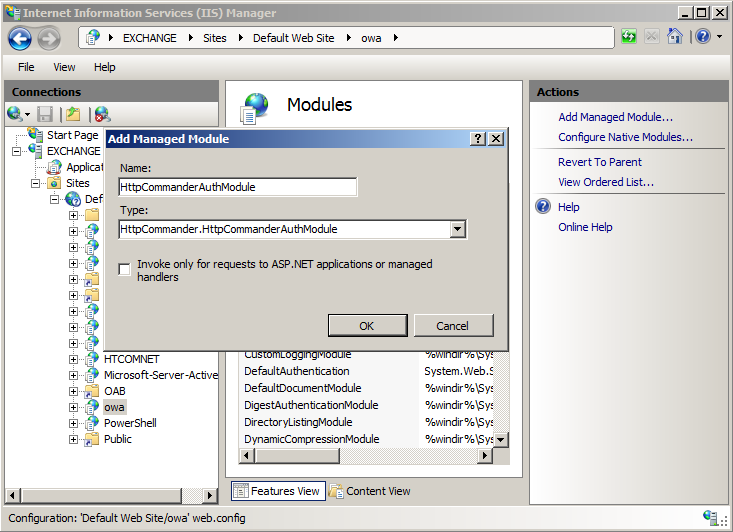 Internet Information Services (IIS) Manager
EXCHANGE Sites Default Web Site owa
File View Help
Connections
Start Page
EXCHANGE
Applicat
Sites
Def
HTCOMNET
Microsoft-Server-Active
OAB
owa
PowerShell
Public
Modules
Add Managed Module
Name:
HttpCommanderAuthModule
Type:
HttpCommander.HttpCommanderAuthModule
Invoke only for requests to ASP.NET applications or managed
handlers
OK Cancel
CustomLoggingModule %windir%\Sys
DefaultAuthentication System.Web.S
DefaultDocumentModule %windir%\Sys
DigestAuthenticationModule %windir%\Sys
DirectoryListingModule %windir%\Sys
DynamicCompressionModule %windir%\Sys
Features View Content View
Actions
Add Managed Module...
Configure Native Modules...
Revert To Parent
View Ordered List...
Help
Online Help
Configuration: 'Default Web Site/owa' web.config